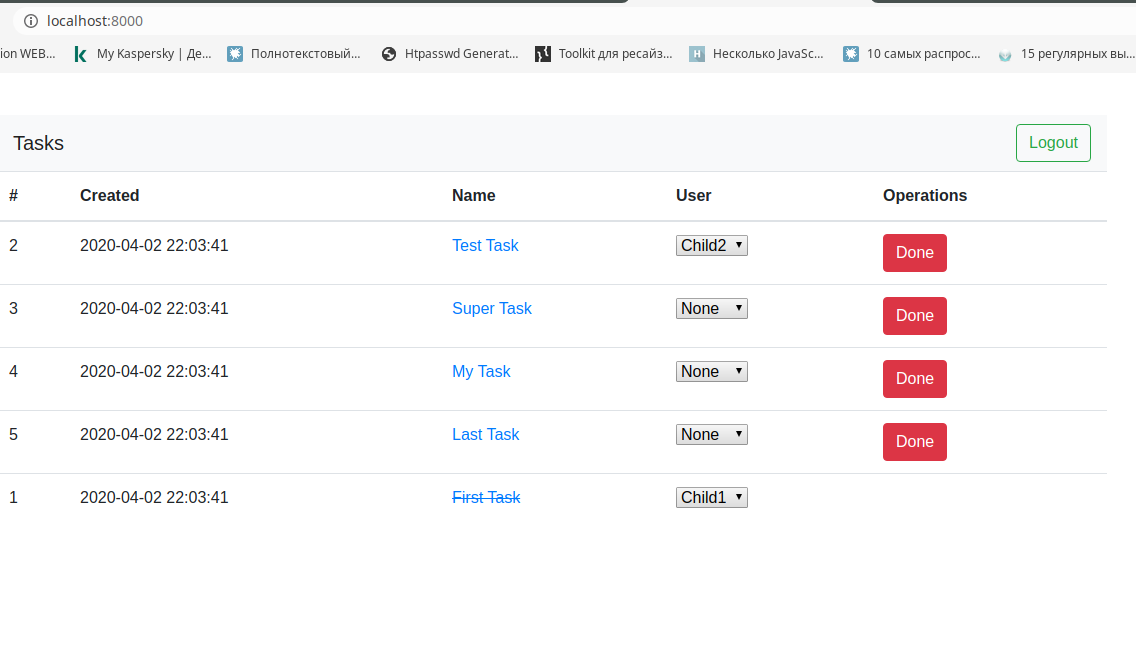 localhost:8000
ion WEB... My Kaspersky | Де... Полнотекстовый... Htpasswd Generat... Toolkit для ресайз... Несколько JavaSc... 10 самых распрос... 15 регулярных вы...
Tasks Logout
# Created Name User Operations
2 2020-04-02 22:03:41 Test Task Child2 Done
3 2020-04-02 22:03:41 Super Task None Done
4 2020-04-02 22:03:41 My Task None Done
5 2020-04-02 22:03:41 Last Task None Done
1 2020-04-02 22:03:41 First Task Child1